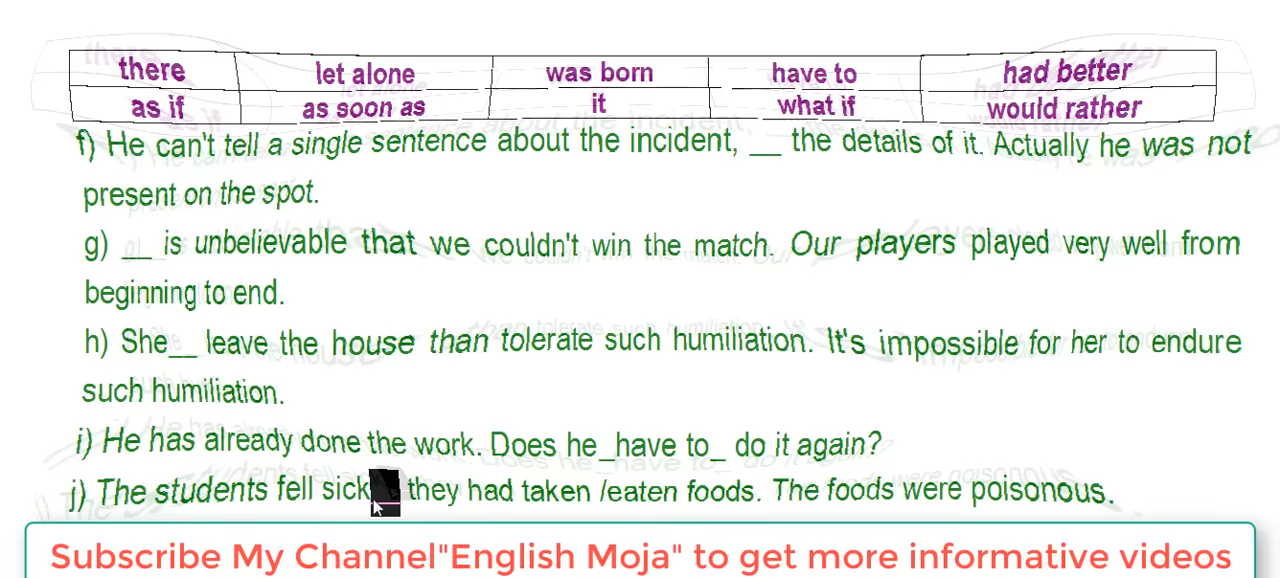 there let alone was born have to had better
as if as soon as it what if would rather
f) He can't tell a single sentence about the incident, __ the details of it. Actually he was not
present on the spot.
g) __ is unbelievable that we couldn't win the match. Our players played very well from
beginning to end.
h) She__ leave the house than tolerate such humiliation. It's impossible for her to endure
such humiliation.
i) He has already done the work. Does he_have to_ do it again?
j) The students fell sick__ they had taken /eaten foods. The foods were poisonous.
Subscribe My Channel"English Moja" to get more informative videos